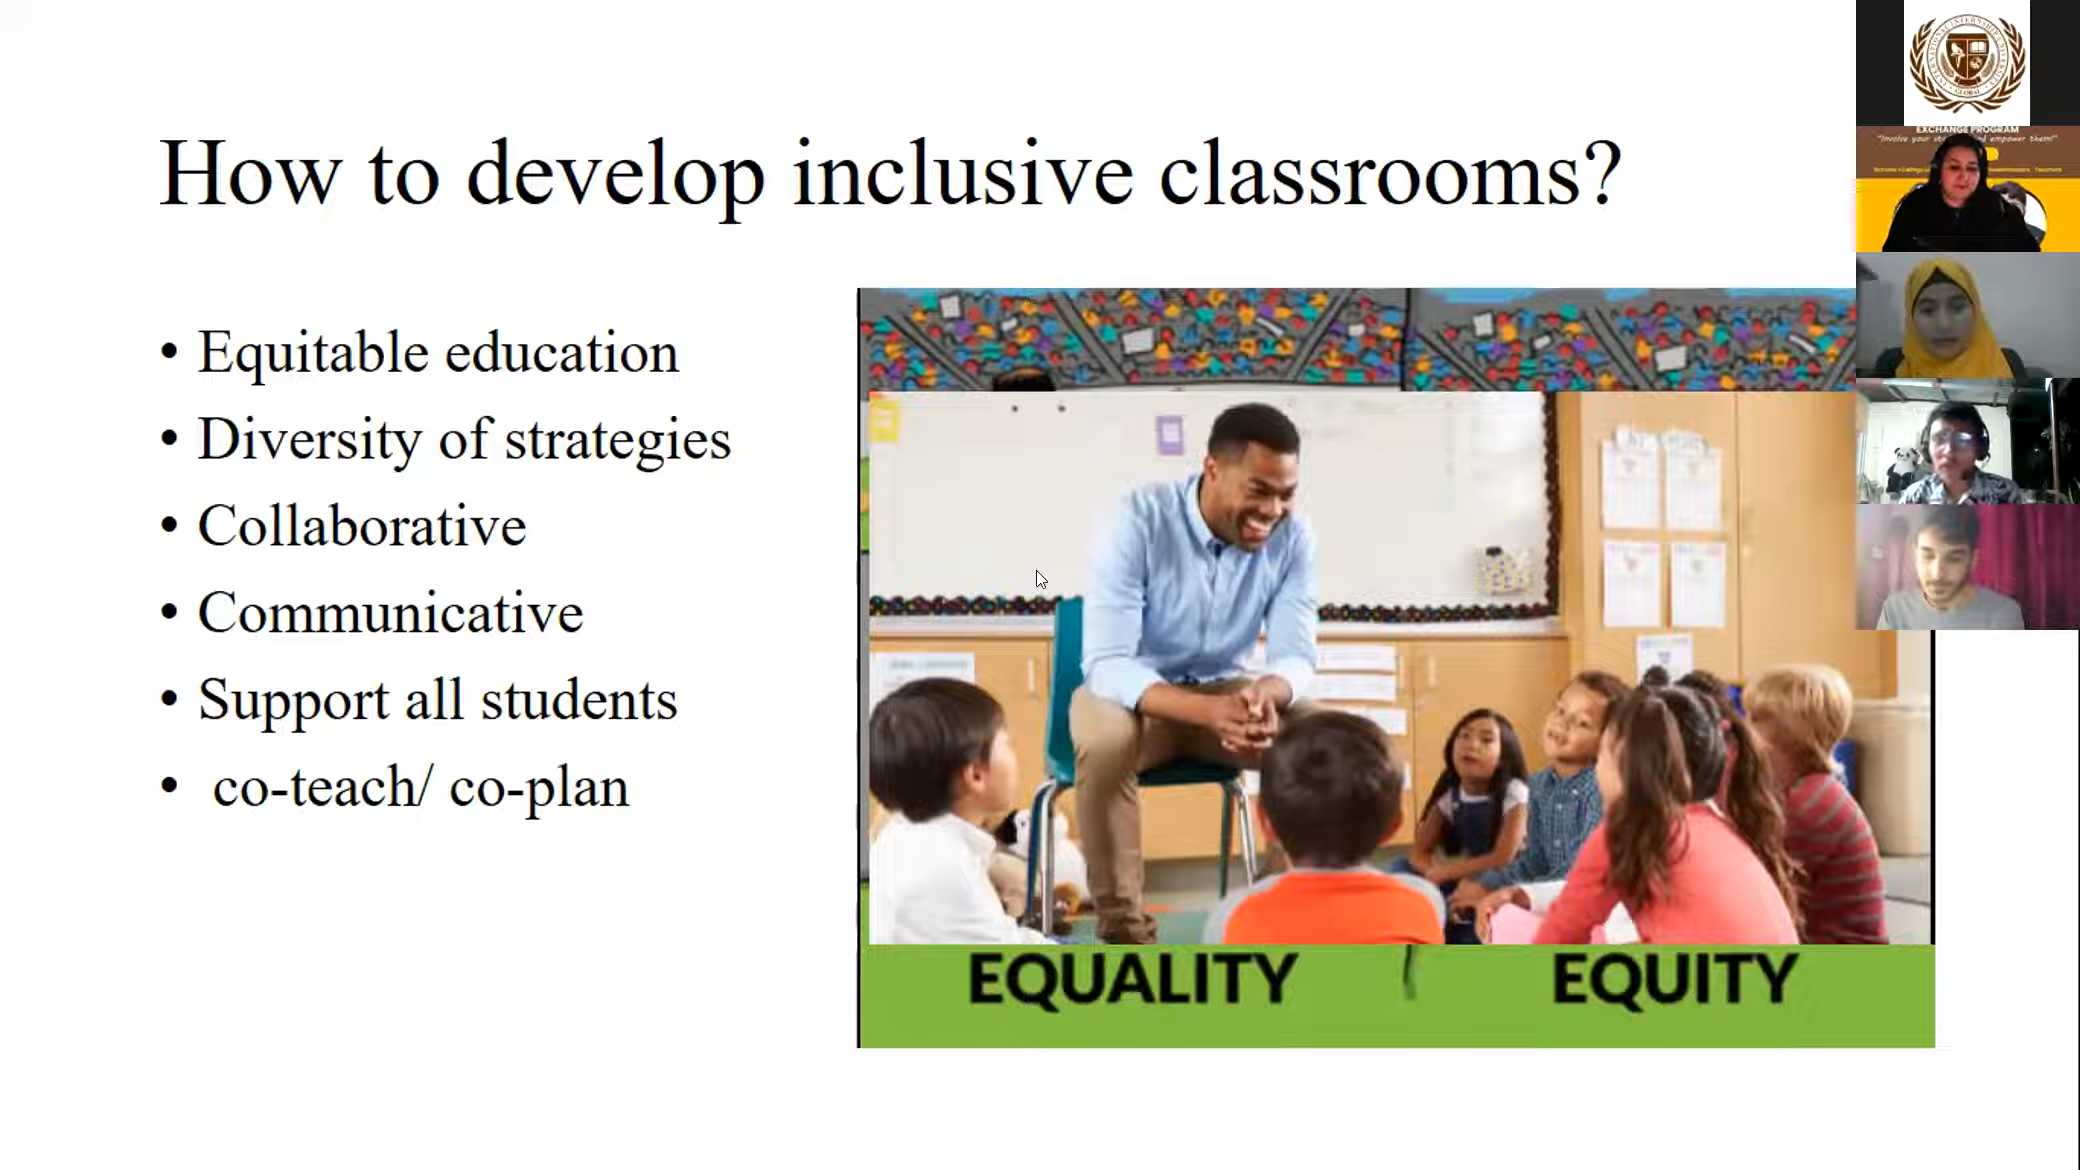 How to develop inclusive classrooms?
• Equitable education
• Diversity of strategies
• Collaborative
• Communicative
• Support all students
• co-teach/ co-plan
EQUALITY
EQUITY
GLOBAL
EXCHANGE PROGRAM